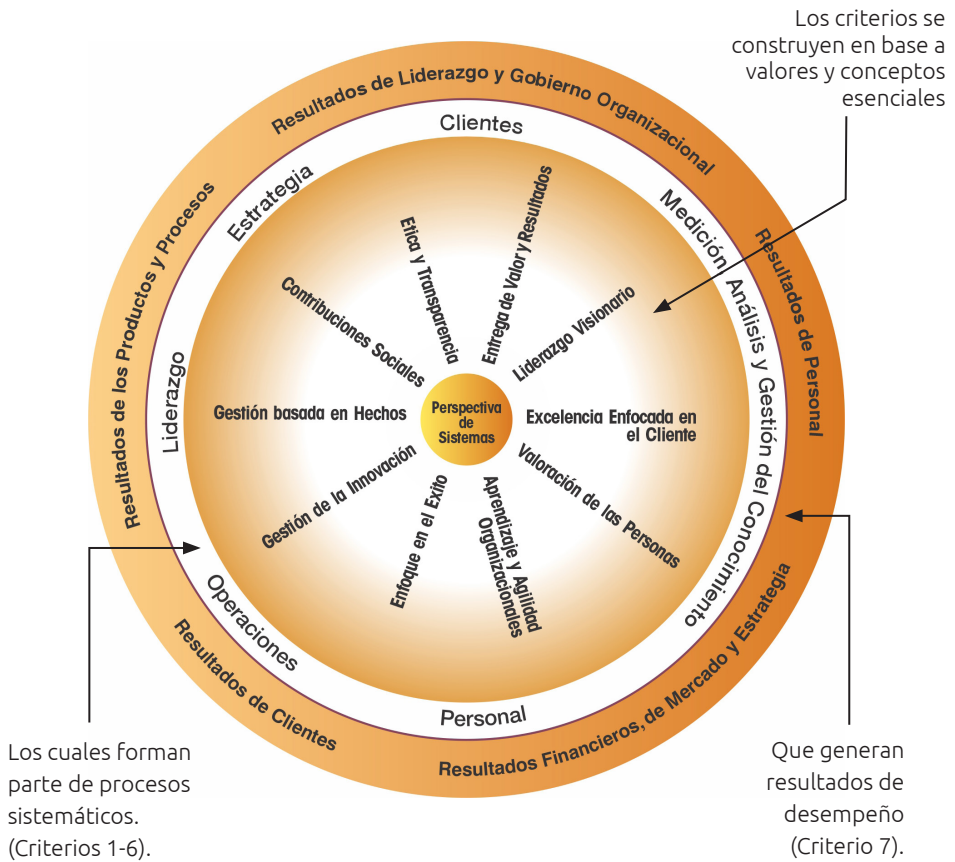 Los criterios se
construyen en base a
valores y conceptos
esenciales
Resultados de Liderazgo y Gobierno Organizacional
Resultados de Personal
Resultados Financieros, de Mercado y Estrategia
Resultados de Clientes
Resultados de los Productos y Procesos
Clientes
Medición Análisis y Gestión del Conocimiento
Personal
Operaciones
Liderazgo
Estrategia
Etica y Transparencia
Entrega de Valor y Resultados
Liderazgo Visionario
Excelencia Enfocada en
el Cliente
Valoración de las Personas
Aprendizaje y Agilidad
Organizacionales
Enfoque en el Exito
Gestión de la Innovación
Gestión basada en Hechos
Contribuciones Sociales
Perspectiva
de
Sistemas
Los cuales forman
parte de procesos
sistemáticos.
(Criterios 1-6).
Que generan
resultados de
desempeño
(Criterio 7).